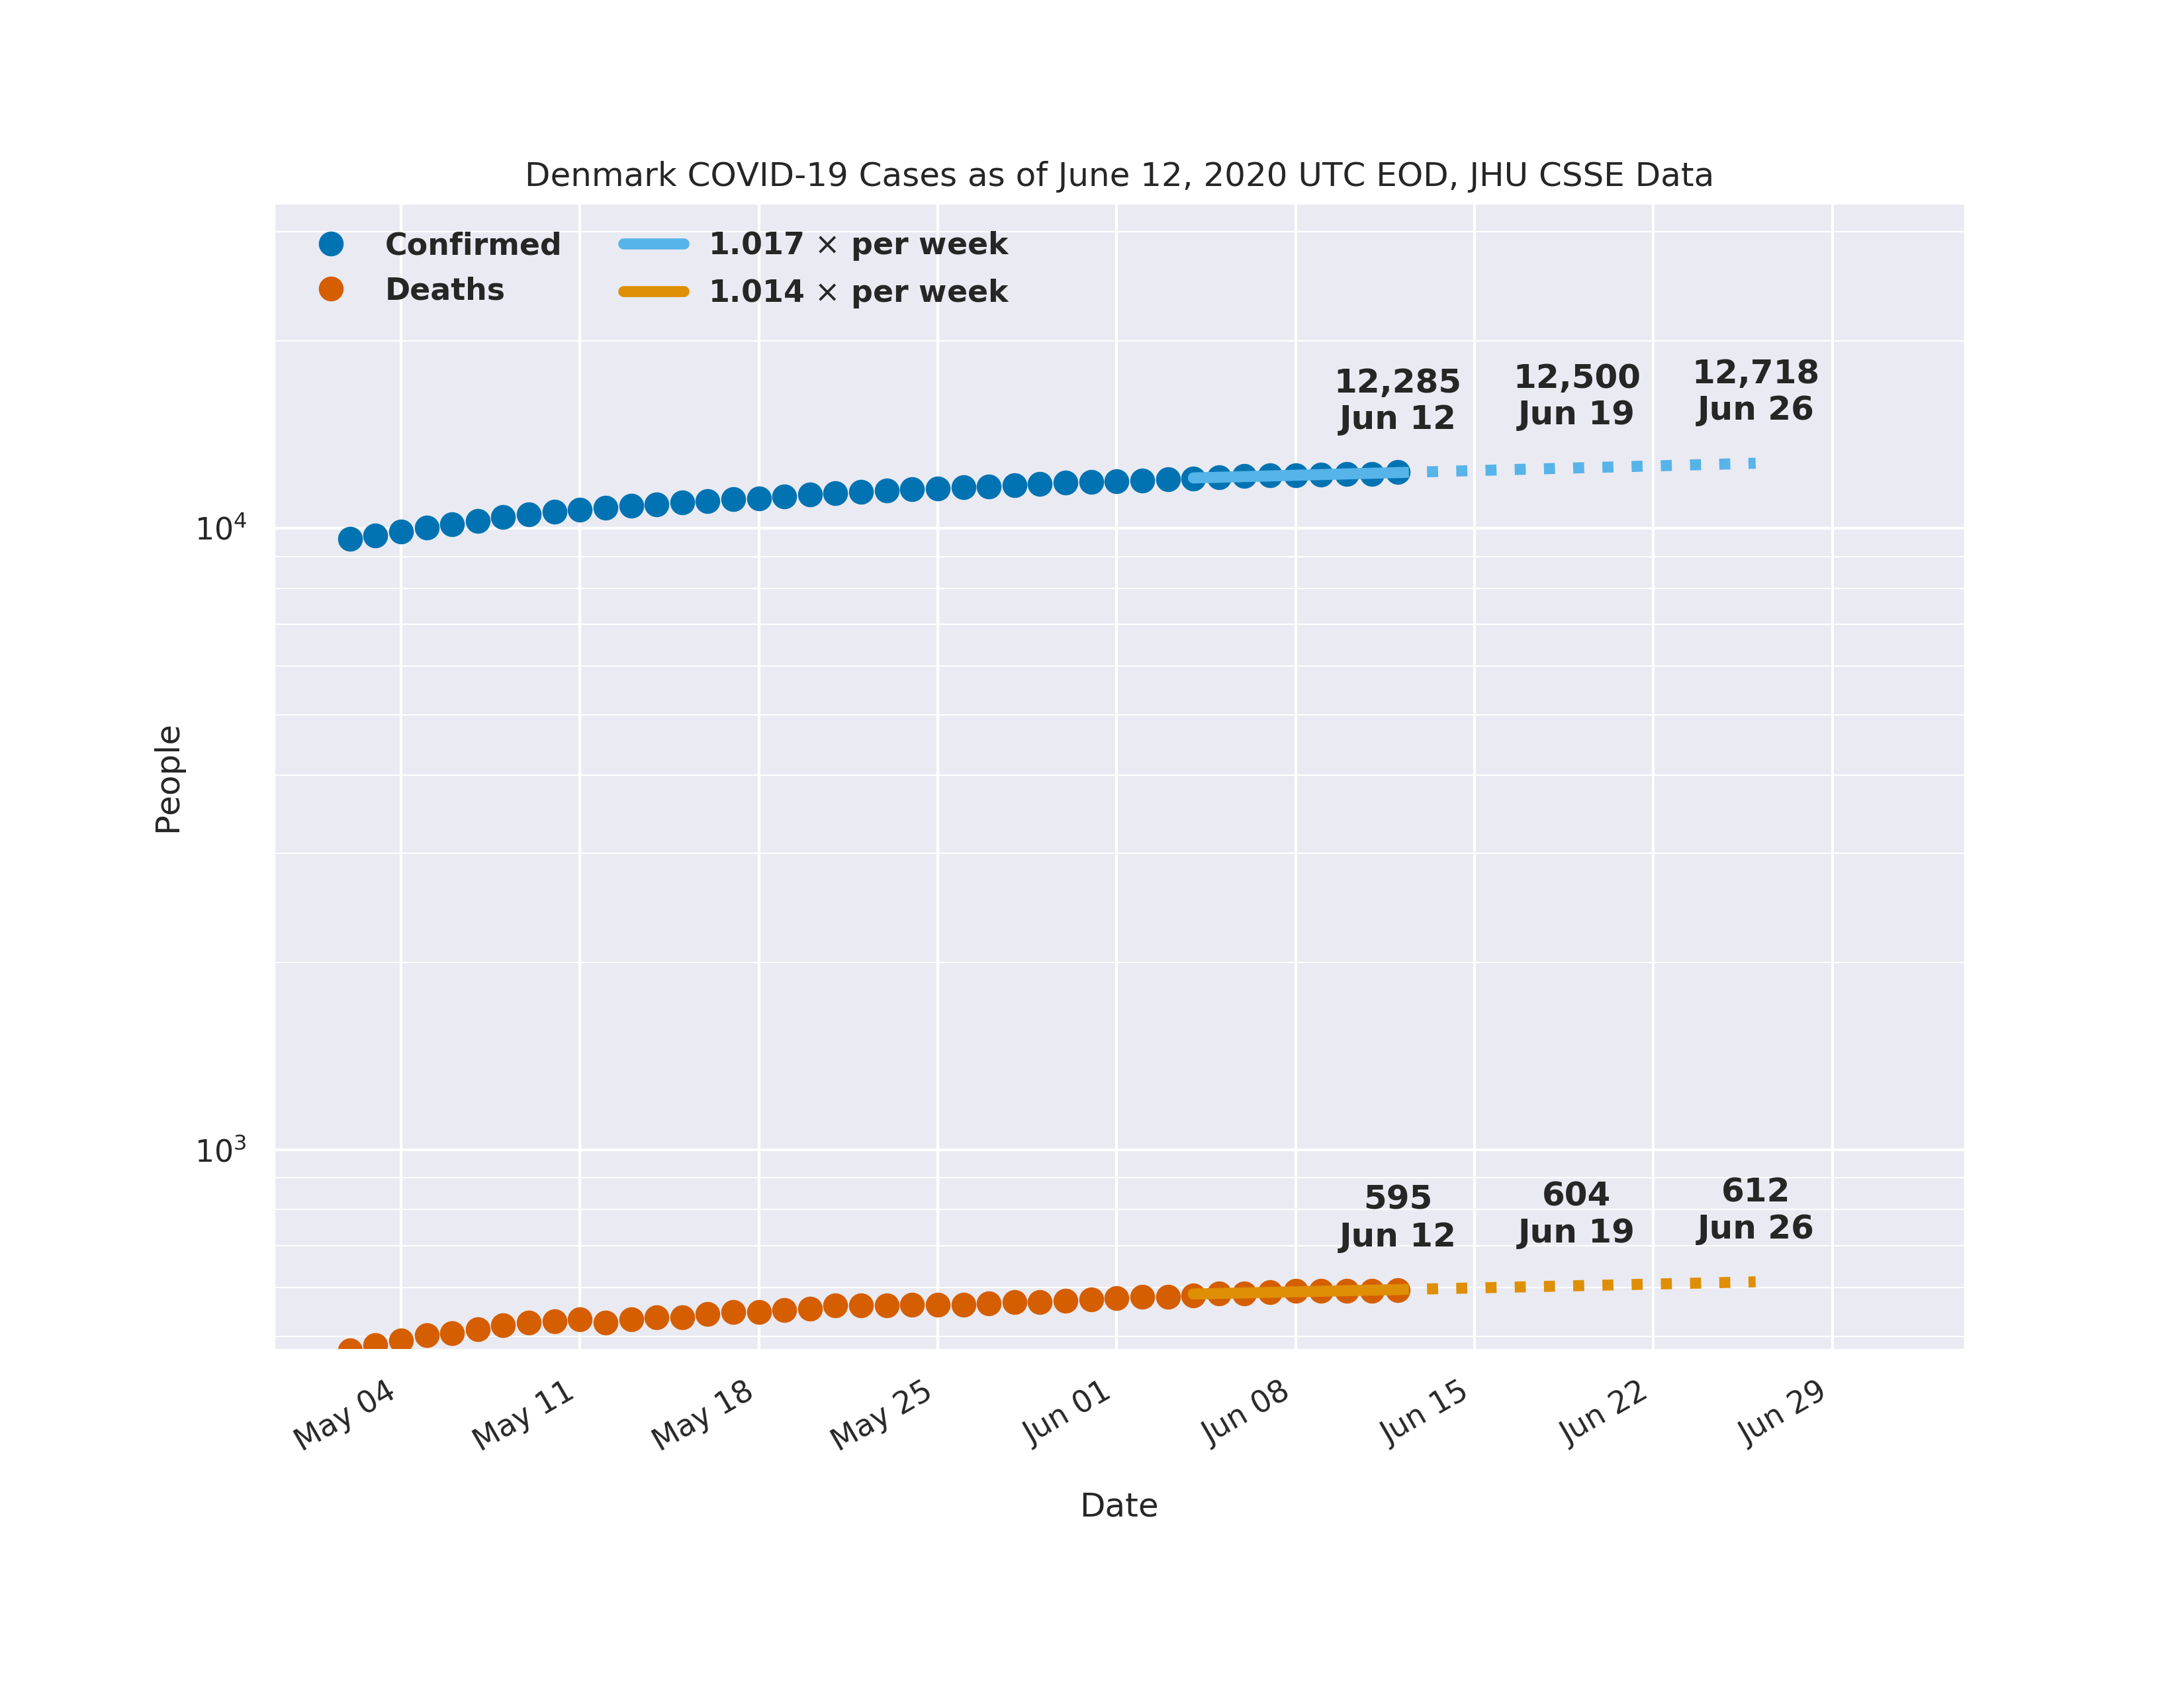 Denmark COVID-19 Cases as of June 12, 2020 UTC EOD, JHU CSSE Data
Confirmed
Deaths
1.017 × per week
1.014 × per week
12,285
Jun 12
12,500
Jun 19
12,718
Jun 26
10⁴
People
10³
595
Jun 12
604
Jun 19
612
Jun 26
May 04
May 11
May 18
May 25
Jun 01
Jun 08
Jun 15
Jun 22
Jun 29
Date